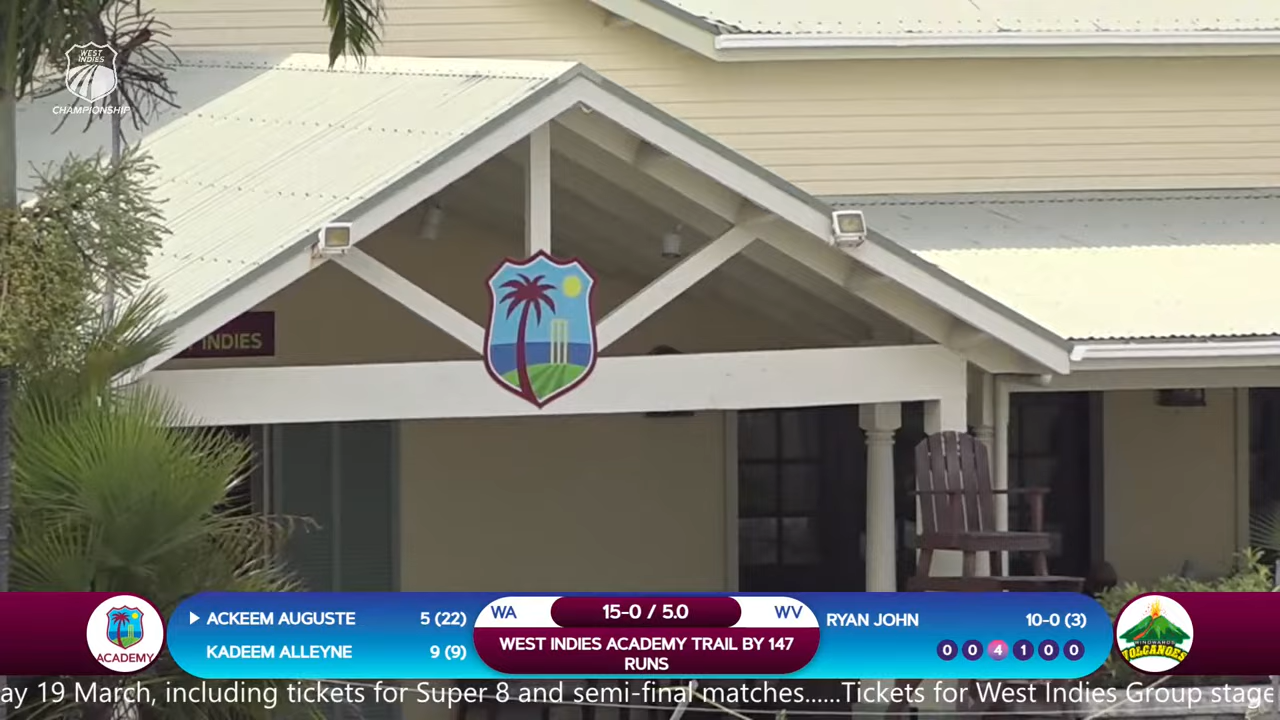 WEST
INDIES
CHAMPIONSHIP
INDIES
ACADEMY
ACKEEM AUGUSTE 5 (22)
KADEEM ALLEYNE 9 (9)
WA 15-0 / 5.0 WV
WEST INDIES ACADEMY TRAIL BY 147
RUNS
RYAN JOHN 10-0 (3)
0 0 4 1 0 0
WINDWARD
VOLCANOES
ay 19 March, including tickets for Super 8 and semi-final matches......Tickets for West Indies Group stage